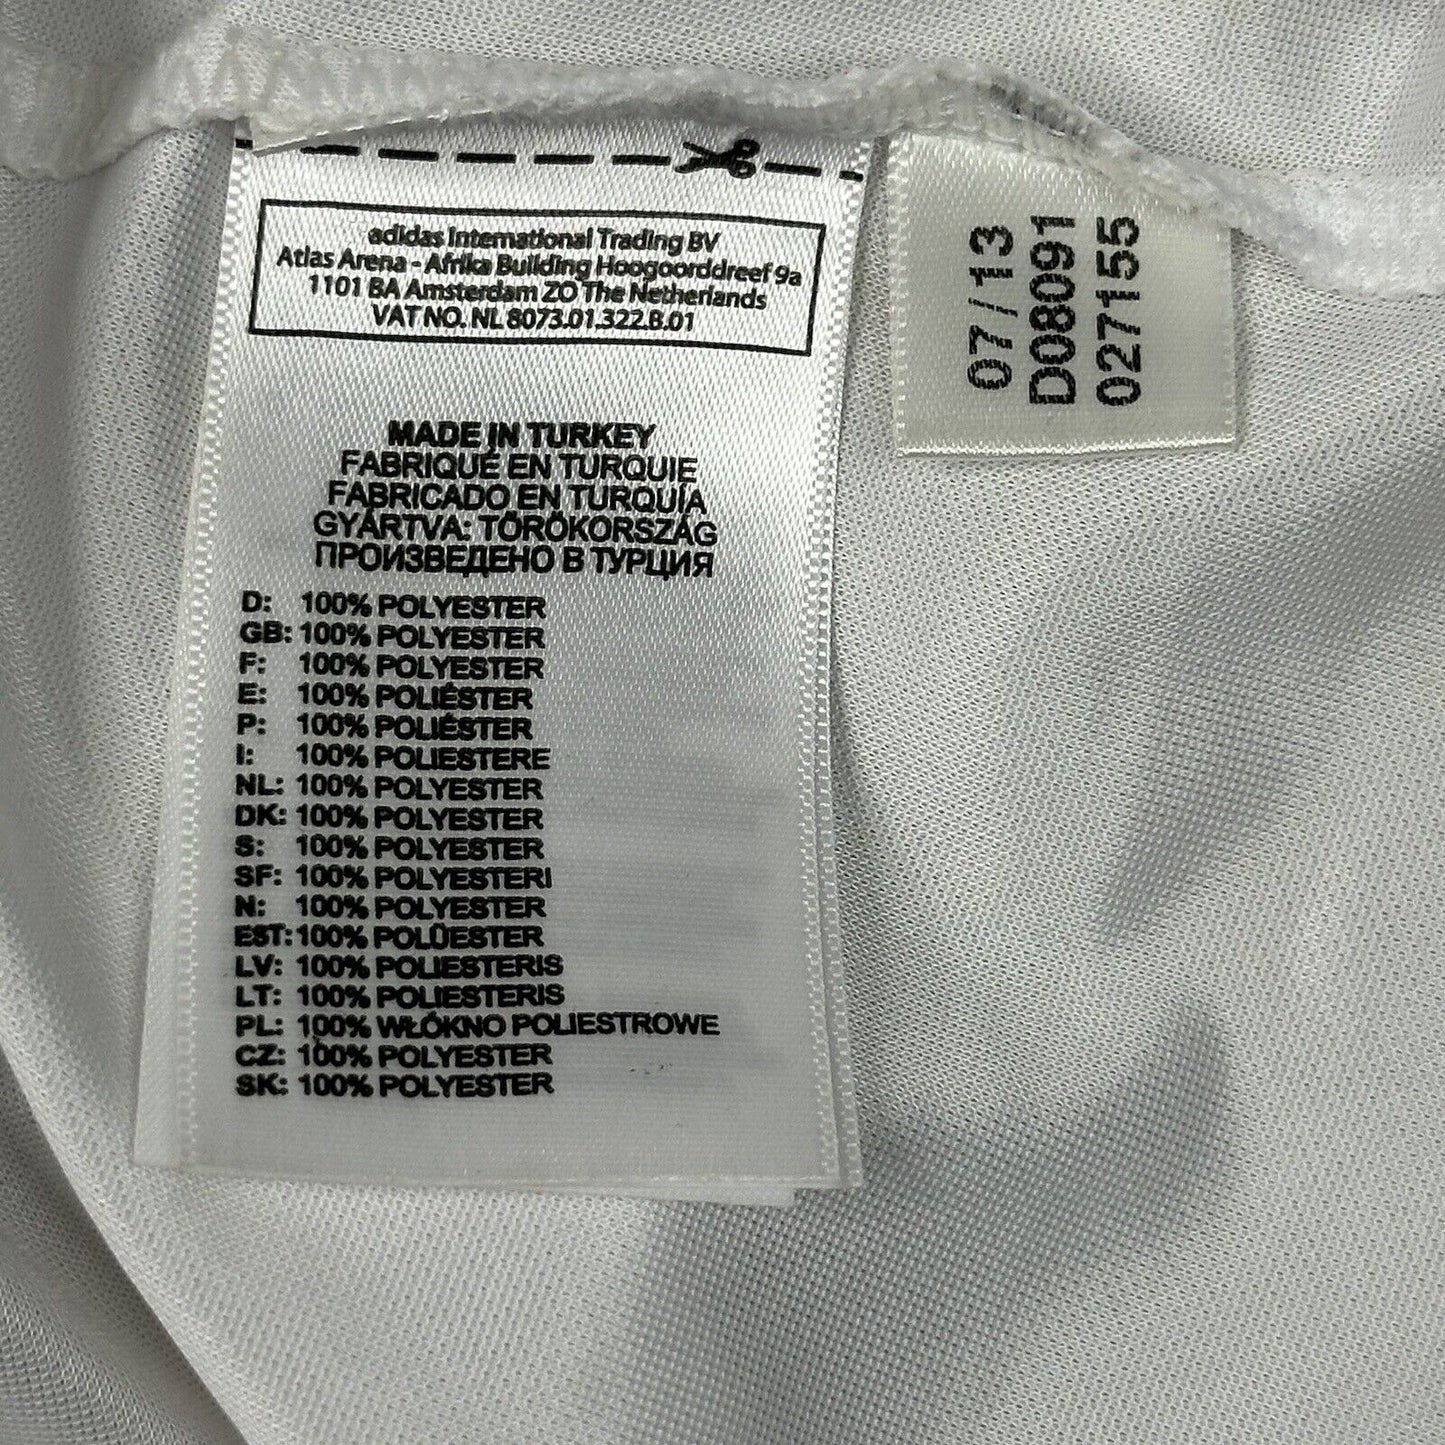 adidas International Trading BV
Atlas Arena - Afrika Building Hoogoorddreef 9a
1101 BA Amsterdam ZO The Netherlands
VAT NO. NL 8073.01.322.B.01
MADE IN TURKEY
FABRIQUÉ EN TURQUIE
FABRICADO EN TURQUÍA
GYÁRTVA: TÖRÖKORSZÁG
ПРОИЗВЕДЕНО В ТУРЦИЯ
D: 100% POLYESTER
GB: 100% POLYESTER
F: 100% POLYESTER
E: 100% POLIÉSTER
P: 100% POLIÉSTER
I: 100% POLIESTERE
NL: 100% POLYESTER
DK: 100% POLYESTER
S: 100% POLYESTER
SF: 100% POLYESTERI
N: 100% POLYESTER
EST: 100% POLÜESTER
LV: 100% POLIESTERIS
LT: 100% POLIESTERIS
PL: 100% WŁÓKNO POLIESTROWE
CZ: 100% POLYESTER
SK: 100% POLYESTER
07/13
D08091
027155